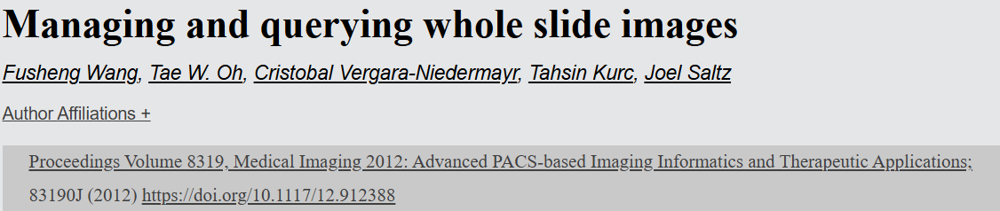 Managing and querying whole slide images
Fusheng Wang, Tae W. Oh, Cristobal Vergara-Niedermayr, Tahsin Kurc, Joel Saltz
Author Affiliations +
Proceedings Volume 8319, Medical Imaging 2012: Advanced PACS-based Imaging Informatics and Therapeutic Applications;
83190J (2012) https://doi.org/10.1117/12.912388